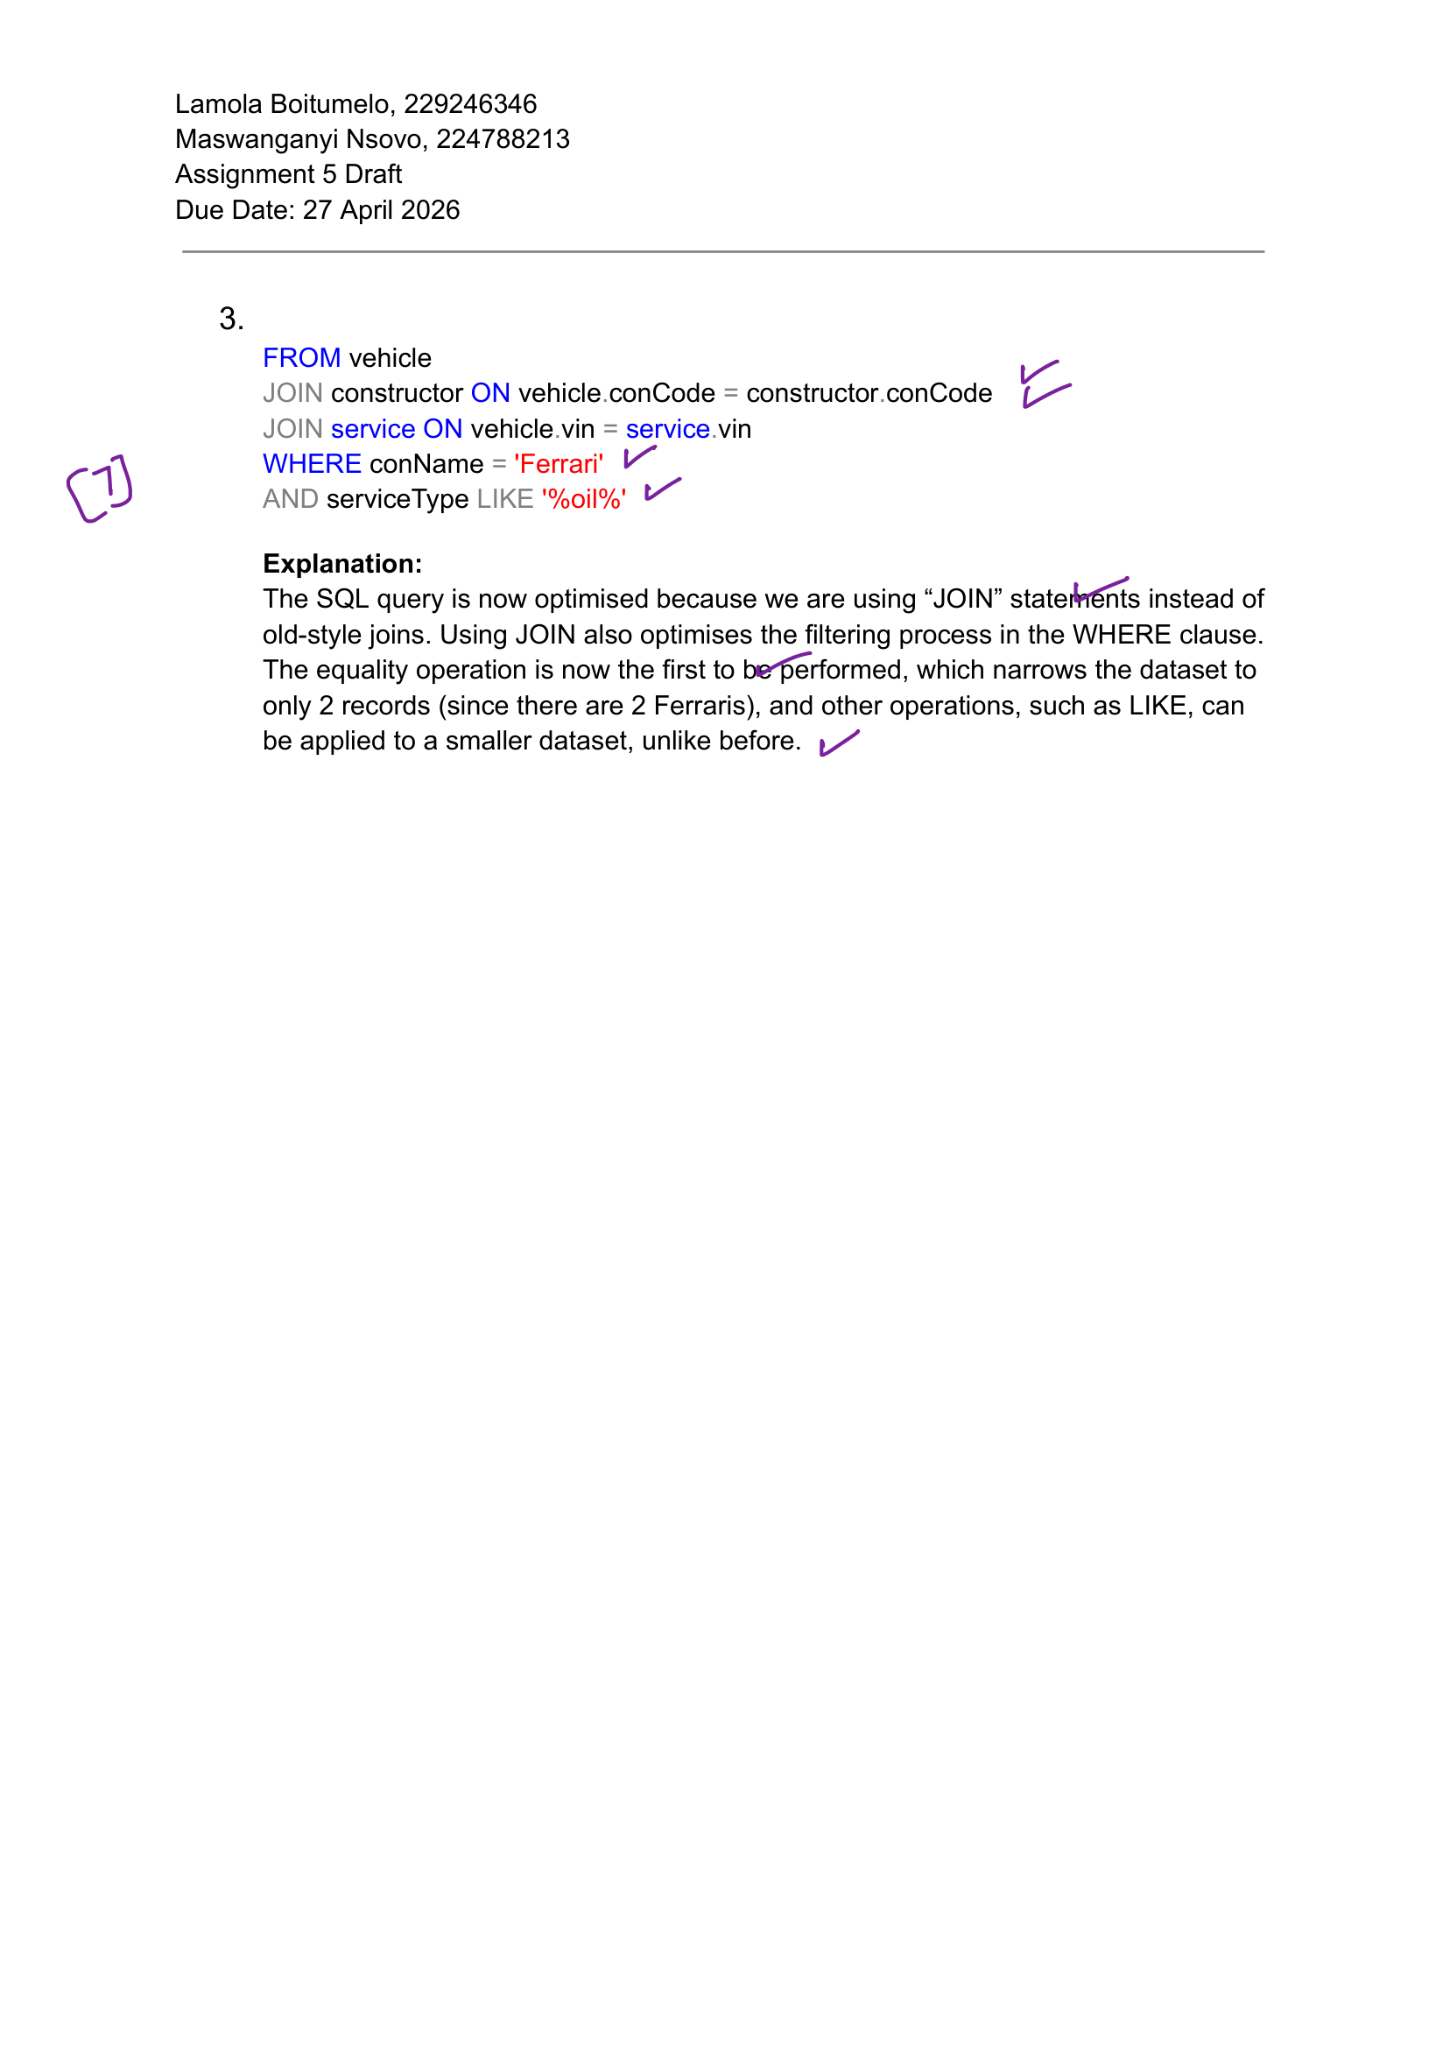 Lamola Boitumelo, 229246346
Maswanganyi Nsovo, 224788213
Assignment 5 Draft
Due Date: 27 April 2026
3.
FROM vehicle
JOIN constructor ON vehicle.conCode = constructor.conCode
JOIN service ON vehicle.vin = service.vin
WHERE conName = 'Ferrari'
[7]
AND serviceType LIKE '%oil%'
Explanation:
The SQL query is now optimised because we are using “JOIN” statements instead of
old-style joins. Using JOIN also optimises the filtering process in the WHERE clause.
The equality operation is now the first to be performed, which narrows the dataset to
only 2 records (since there are 2 Ferraris), and other operations, such as LIKE, can
be applied to a smaller dataset, unlike before.